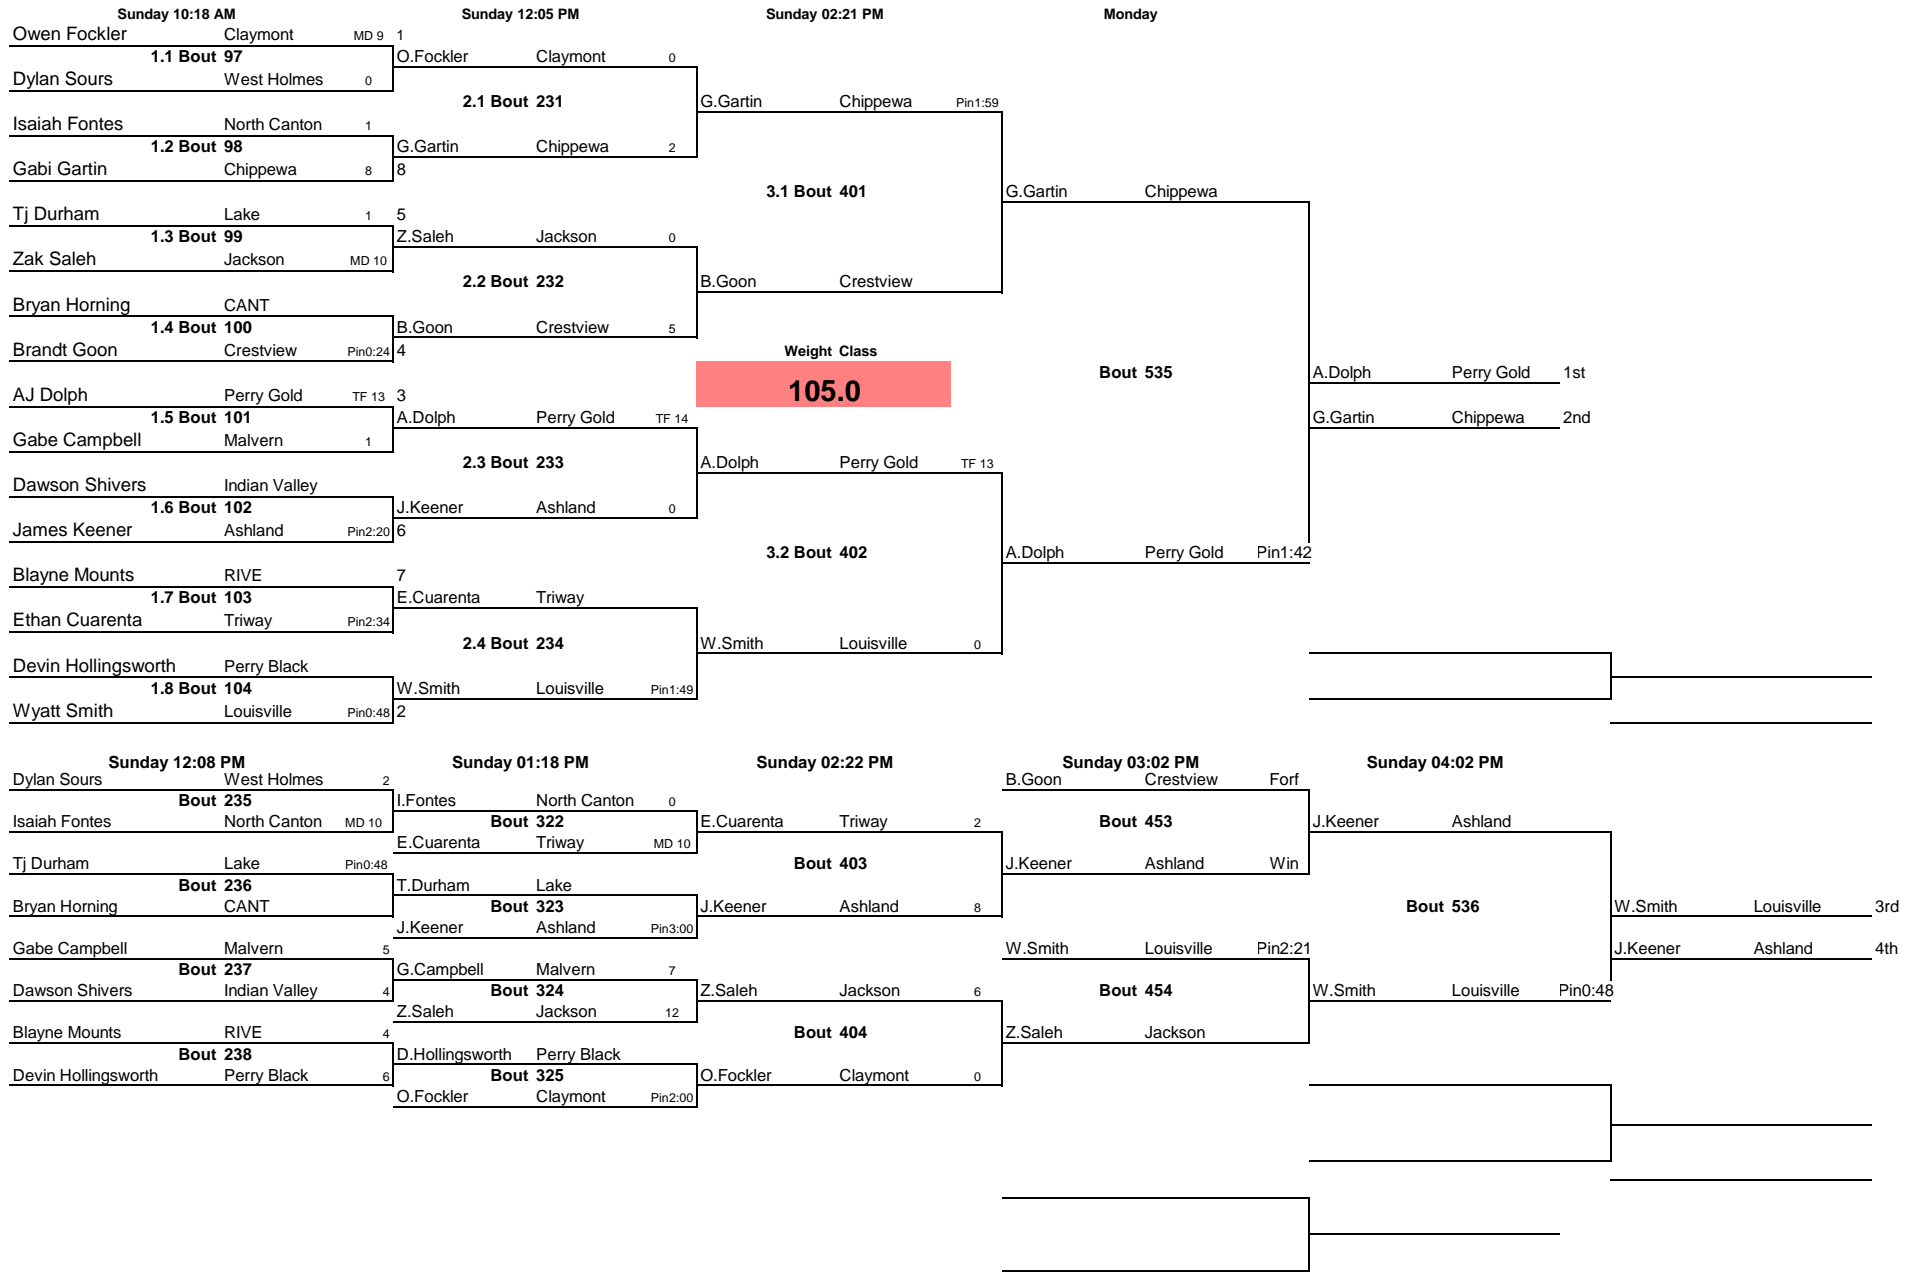 Sunday 10:18 AM Sunday 12:05 PM Sunday 02:21 PM Monday
Owen Fockler Claymont MD 9 1
1.1 Bout 97 O.Fockler Claymont 0
Dylan Sours West Holmes 0
2.1 Bout 231 G.Gartin Chippewa Pin1:59
Isaiah Fontes North Canton 1
1.2 Bout 98 G.Gartin Chippewa 2
Gabi Gartin Chippewa 8 8
3.1 Bout 401 G.Gartin Chippewa
Tj Durham Lake 1 5
1.3 Bout 99 Z.Saleh Jackson 0
Zak Saleh Jackson MD 10
2.2 Bout 232 B.Goon Crestview
Bryan Horning CANT
1.4 Bout 100 B.Goon Crestview 5
Brandt Goon Crestview Pin0:24 4 Weight Class
Bout 535 A.Dolph Perry Gold 1st
AJ Dolph Perry Gold TF 13 3 105.0
1.5 Bout 101 A.Dolph Perry Gold TF 14 G.Gartin Chippewa 2nd
Gabe Campbell Malvern 1
2.3 Bout 233 A.Dolph Perry Gold TF 13
Dawson Shivers Indian Valley
1.6 Bout 102 J.Keener Ashland 0
James Keener Ashland Pin2:20 6
3.2 Bout 402 A.Dolph Perry Gold Pin1:42
Blayne Mounts RIVE 7
1.7 Bout 103 E.Cuarenta Triway
Ethan Cuarenta Triway Pin2:34
2.4 Bout 234 W.Smith Louisville 0
Devin Hollingsworth Perry Black
1.8 Bout 104 W.Smith Louisville Pin1:49
Wyatt Smith Louisville Pin0:48 2
Sunday 12:08 PM Sunday 01:18 PM Sunday 02:22 PM Sunday 03:02 PM Sunday 04:02 PM
Dylan Sours West Holmes 2 B.Goon Crestview Forf
Bout 235 I.Fontes North Canton 0
Isaiah Fontes North Canton MD 10 Bout 322 E.Cuarenta Triway 2 Bout 453 J.Keener Ashland
E.Cuarenta Triway MD 10
Tj Durham Lake Pin0:48 Bout 403 J.Keener Ashland Win
Bout 236 T.Durham Lake
Bryan Horning CANT Bout 323 J.Keener Ashland 8 Bout 536 W.Smith Louisville 3rd
J.Keener Ashland Pin3:00
Gabe Campbell Malvern 5 W.Smith Louisville Pin2:21 J.Keener Ashland 4th
Bout 237 G.Campbell Malvern 7
Dawson Shivers Indian Valley 4 Bout 324 Z.Saleh Jackson 6 Bout 454 W.Smith Louisville Pin0:48
Z.Saleh Jackson 12
Blayne Mounts RIVE 4 Bout 404 Z.Saleh Jackson
Bout 238 D.Hollingsworth Perry Black
Devin Hollingsworth Perry Black 6 Bout 325 O.Fockler Claymont 0
O.Fockler Claymont Pin2:00